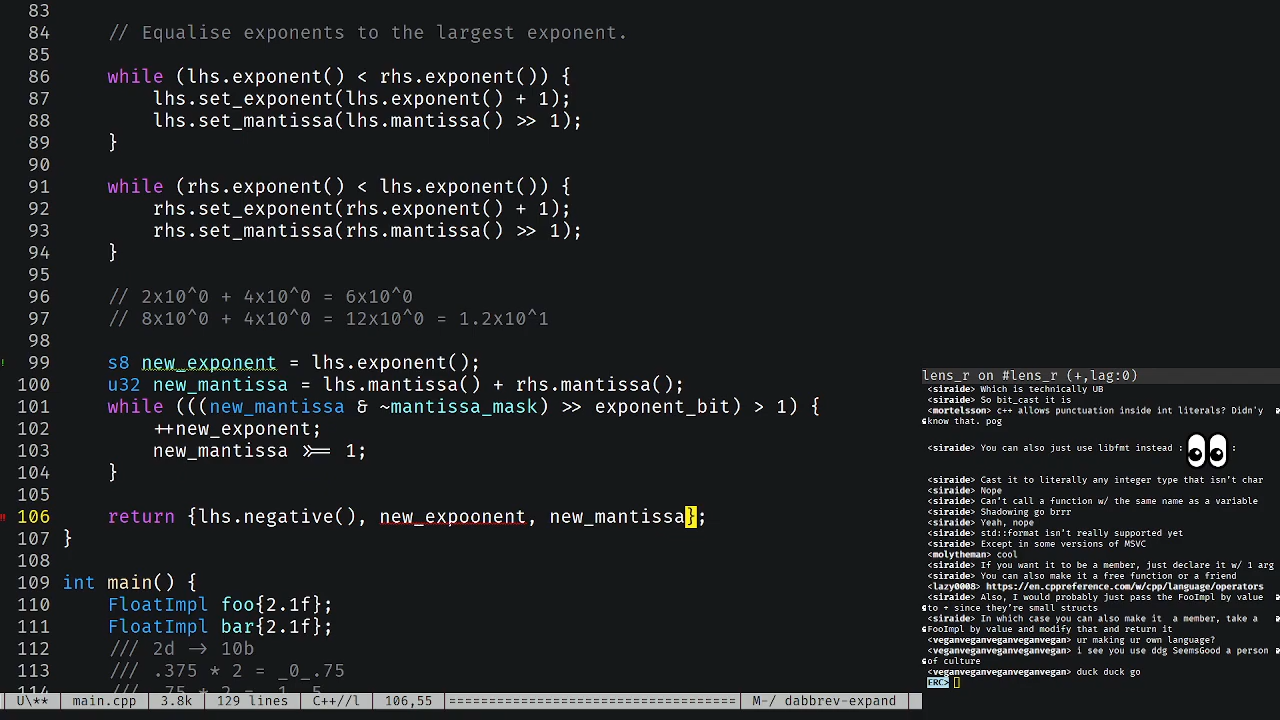 83
84 // Equalise exponents to the largest exponent.
85
86 while (lhs.exponent() < rhs.exponent()) {
87 lhs.set_exponent(lhs.exponent() + 1);
88 lhs.set_mantissa(lhs.mantissa() >> 1);
89 }
90
91 while (rhs.exponent() < lhs.exponent()) {
92 rhs.set_exponent(rhs.exponent() + 1);
93 rhs.set_mantissa(rhs.mantissa() >> 1);
94 }
95
96 // 2x10^0 + 4x10^0 = 6x10^0
97 // 8x10^0 + 4x10^0 = 12x10^0 = 1.2x10^1
98
99 s8 new_exponent = lhs.exponent();
100 u32 new_mantissa = lhs.mantissa() + rhs.mantissa();
101 while (((new_mantissa & ~mantissa_mask) >> exponent_bit) > 1) {
102 ++new_exponent;
103 new_mantissa >>= 1;
104 }
105
106 return {lhs.negative(), new_expoonent, new_mantissa};
107 }
108
109 int main() {
110 FloatImpl foo{2.1f};
111 FloatImpl bar{2.1f};
112 /// 2d -> 10b
113 /// .375 * 2 = _0_.75
114 /// .75 * 2 = _1_.5
U\** main.cpp 3.8k 129 lines C++//l 106,55 M-/ dabbrev-expand
lens_r on #lens_r (+,lag:0)
<siraide> Which is technically UB
<siraide> So bit_cast it is
<mortelsson> c++ allows punctuation inside int literals? Didn'y
know that. pog
<siraide> You can also just use libfmt instead : 👀 :
<siraide> Cast it to literally any integer type that isn't char
<siraide> Nope
<siraide> Can't call a function w/ the same name as a variable
<siraide> Shadowing go brrr
<siraide> Yeah, nope
<siraide> std::format isn't really supported yet
<siraide> Except in some versions of MSVC
<molytheman> cool
<siraide> If you want it to be a member, just declare it w/ 1 arg
<siraide> You can also make it a free function or a friend
<lazy0008> https://en.cppreference.com/w/cpp/language/operators
<siraide> Also, I would probably just pass the FooImpl by value
to + since they're small structs
<siraide> In which case you can also make it  a member, take a
FooImpl by value and modify that and return it
<veganveganveganvegan> ur making ur own language?
<veganveganveganvegan> i see you use ddg SeemsGood a person
of culture
<veganveganveganvegan> duck duck go
ERC>